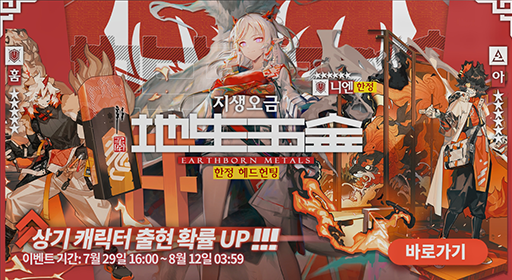 홈
★★★★★
지생오금
地生五金
EARTHBORN METALS
한정 헤드헌팅
★★★★★★
니엔 한정
아
★★★★★
상기 캐릭터 출현 확률 UP !!!
이벤트 기간: 7월 29일 16:00 ~ 8월 12일 03:59
바로가기